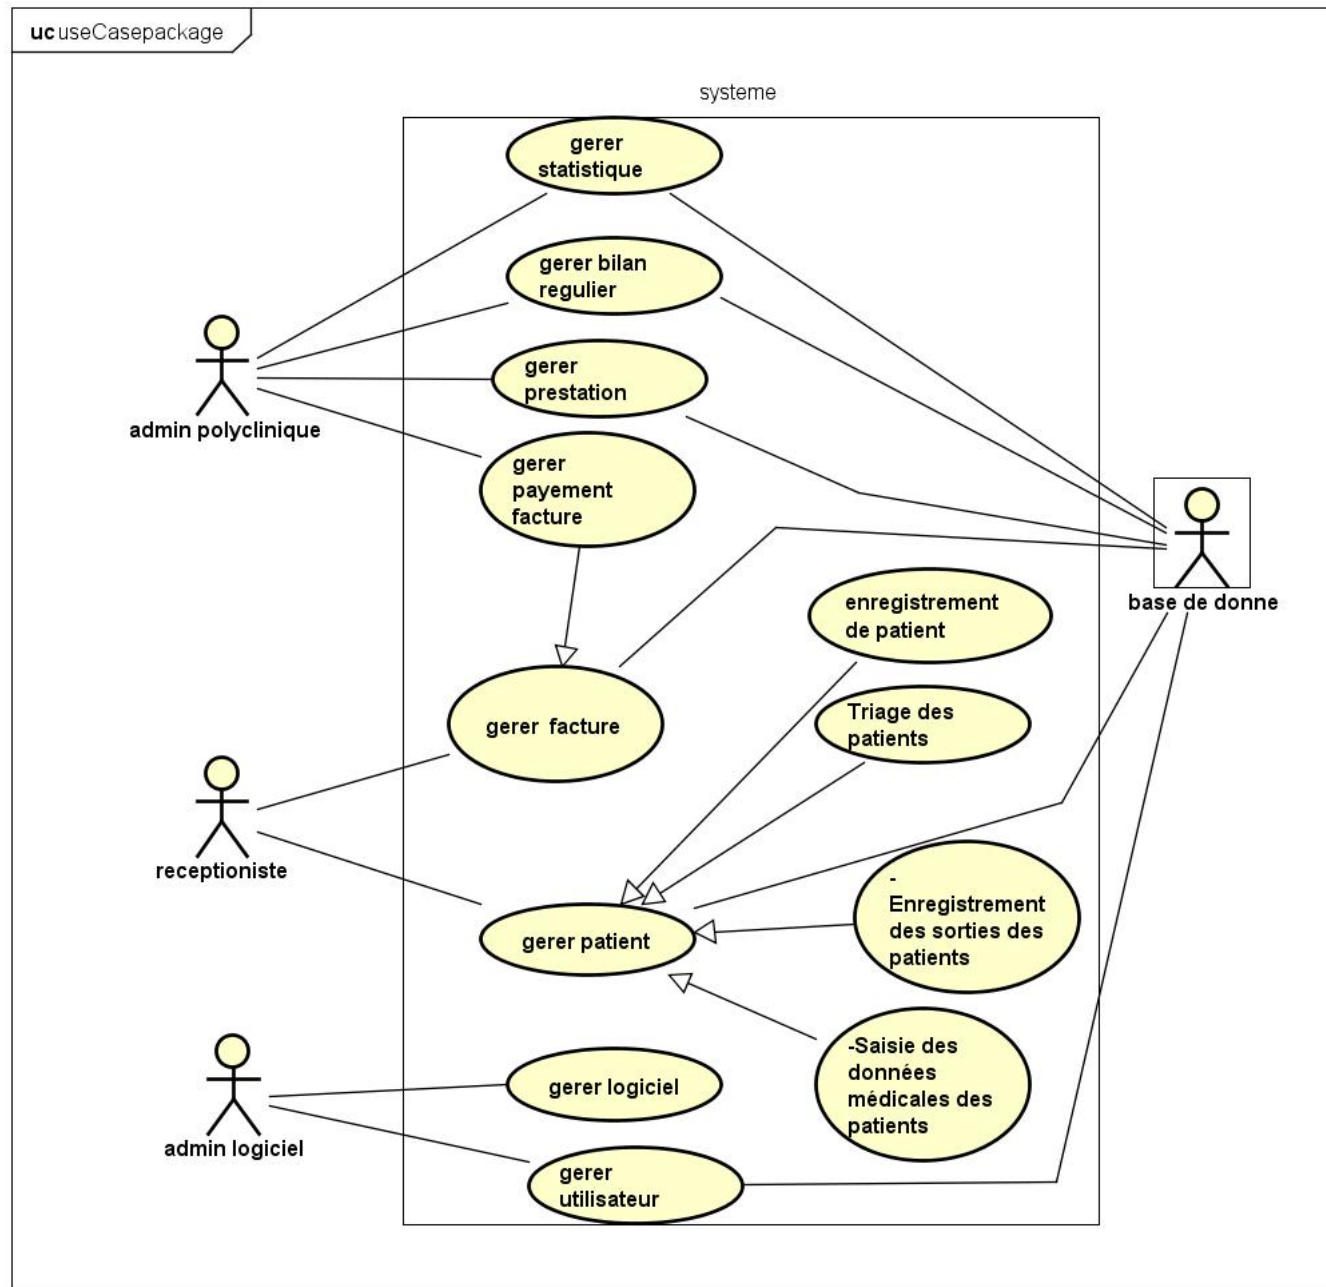 uc useCasepackage
systeme
gerer
statistique
gerer bilan
regulier
gerer
prestation
admin polyclinique
gerer
payement
facture
base de donne
enregistrement
de patient
gerer facture
Triage des
patients
receptioniste
-
Enregistrement
des sorties des
patients
gerer patient
-Saisie des
données
médicales des
patients
gerer logiciel
admin logiciel
gerer
utilisateur